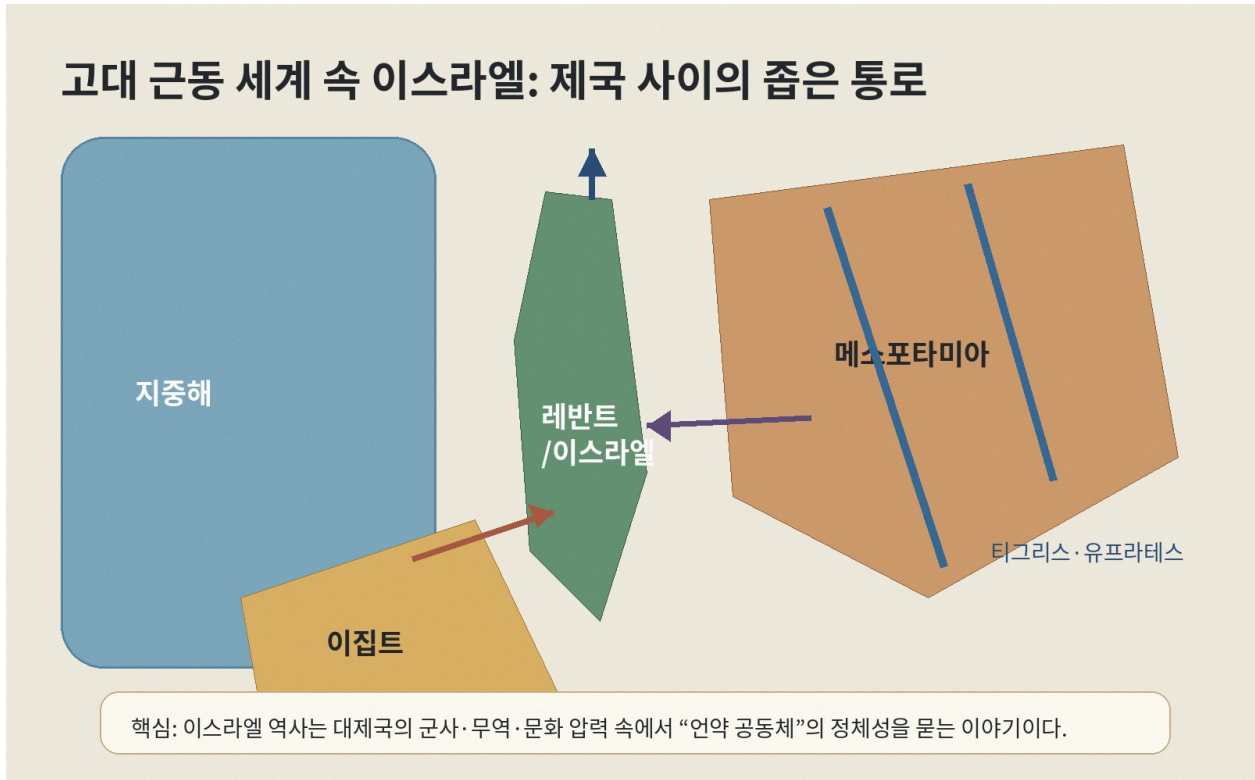 고대 근동 세계 속 이스라엘: 제국 사이의 좁은 통로
지중해
레반트
/이스라엘
메소포타미아
티그리스·유프라테스
이집트
핵심: 이스라엘 역사는 대제국의 군사·무역·문화 압력 속에서 “언약 공동체”의 정체성을 묻는 이야기이다.